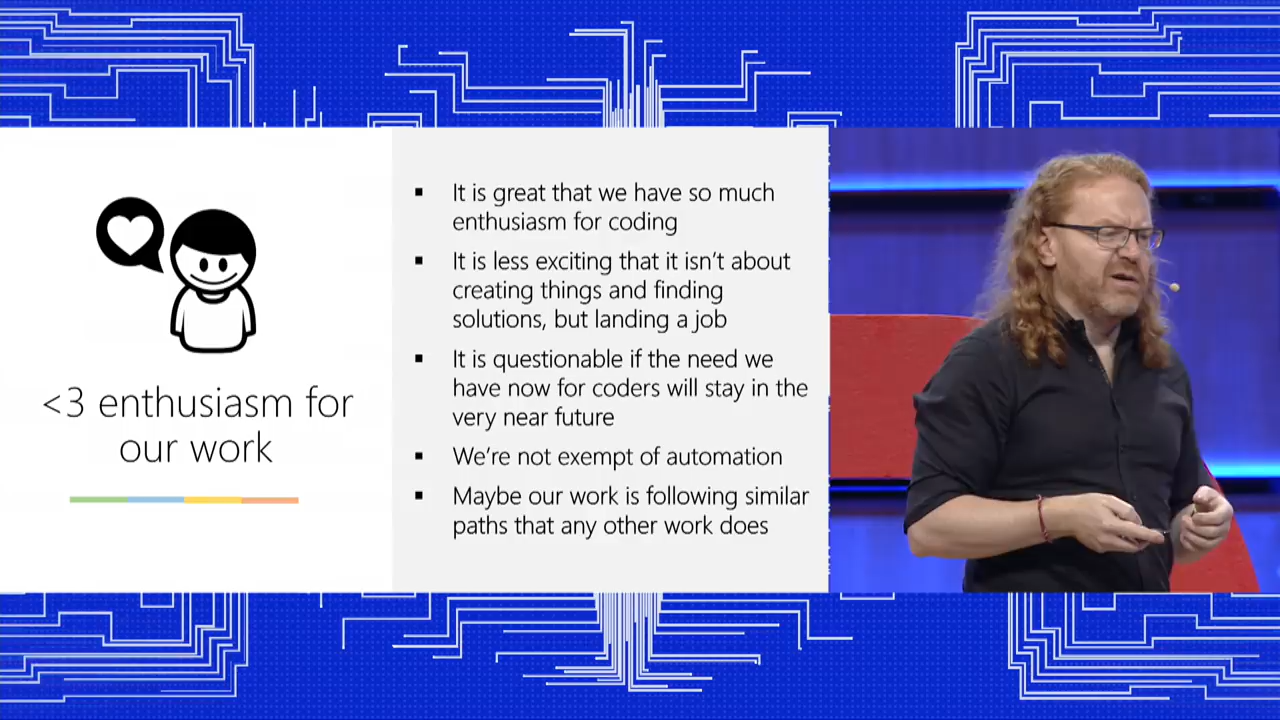 <3 enthusiasm for
our work
It is great that we have so much
enthusiasm for coding
It is less exciting that it isn't about
creating things and finding
solutions, but landing a job
It is questionable if the need we
have now for coders will stay in the
very near future
We're not exempt of automation
Maybe our work is following similar
paths that any other work does